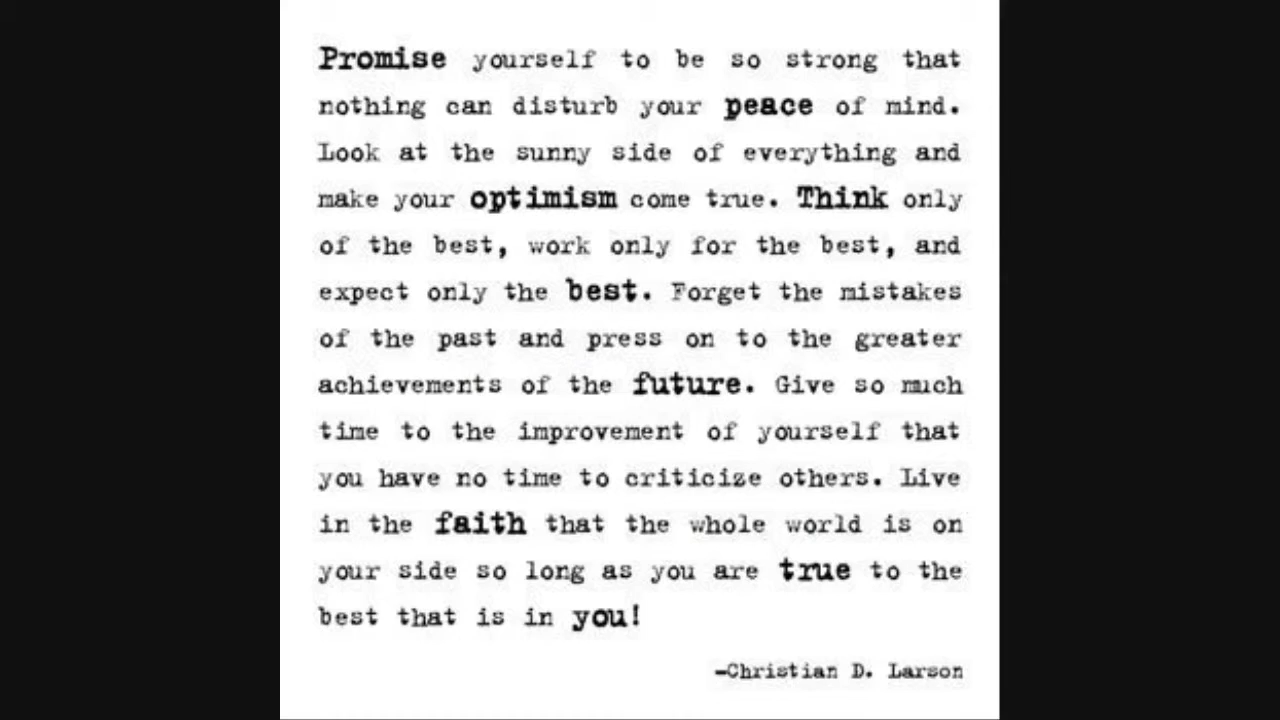 Promise yourself to be so strong that
nothing can disturb your peace of mind.
Look at the sunny side of everything and
make your optimism come true. Think only
of the best, work only for the best, and
expect only the best. Forget the mistakes
of the past and press on to the greater
achievements of the future. Give so much
time to the improvement of yourself that
you have no time to criticize others. Live
in the faith that the whole world is on
your side so long as you are true to the
best that is in you!
-Christian D. Larson